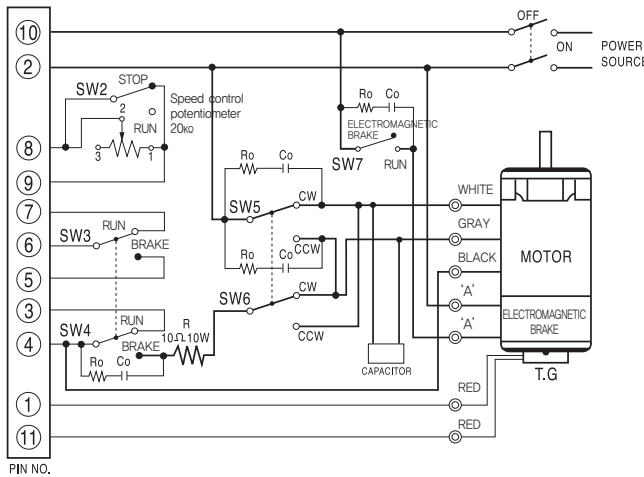 OFF
10
ON
POWER
SOURCE
2
STOP
SW2
Speed control
potentiometer
20KΩ
2
RUN
8
3
1
9
Ro
Co
ELECTROMAGNETIC
BRAKE
SW7
RUN
Ro
Co
7
SW5
CW
WHITE
RUN
SW3
6
BRAKE
CCW
GRAY
MOTOR
5
Ro
Co
BLACK
SW6
CW
'A'
3
RUN
R
10Ω10W
CCW
ELECTROMAGNETIC
BRAKE
SW4
4
BRAKE
'A'
Ro
Co
CAPACITOR
T.G
1
RED
11
RED
PIN NO.